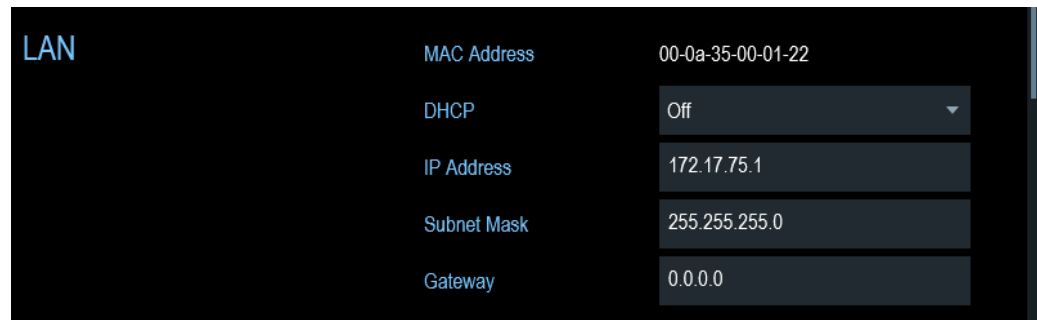 LAN
MAC Address 00-0a-35-00-01-22
DHCP Off
IP Address 172.17.75.1
Subnet Mask 255.255.255.0
Gateway 0.0.0.0